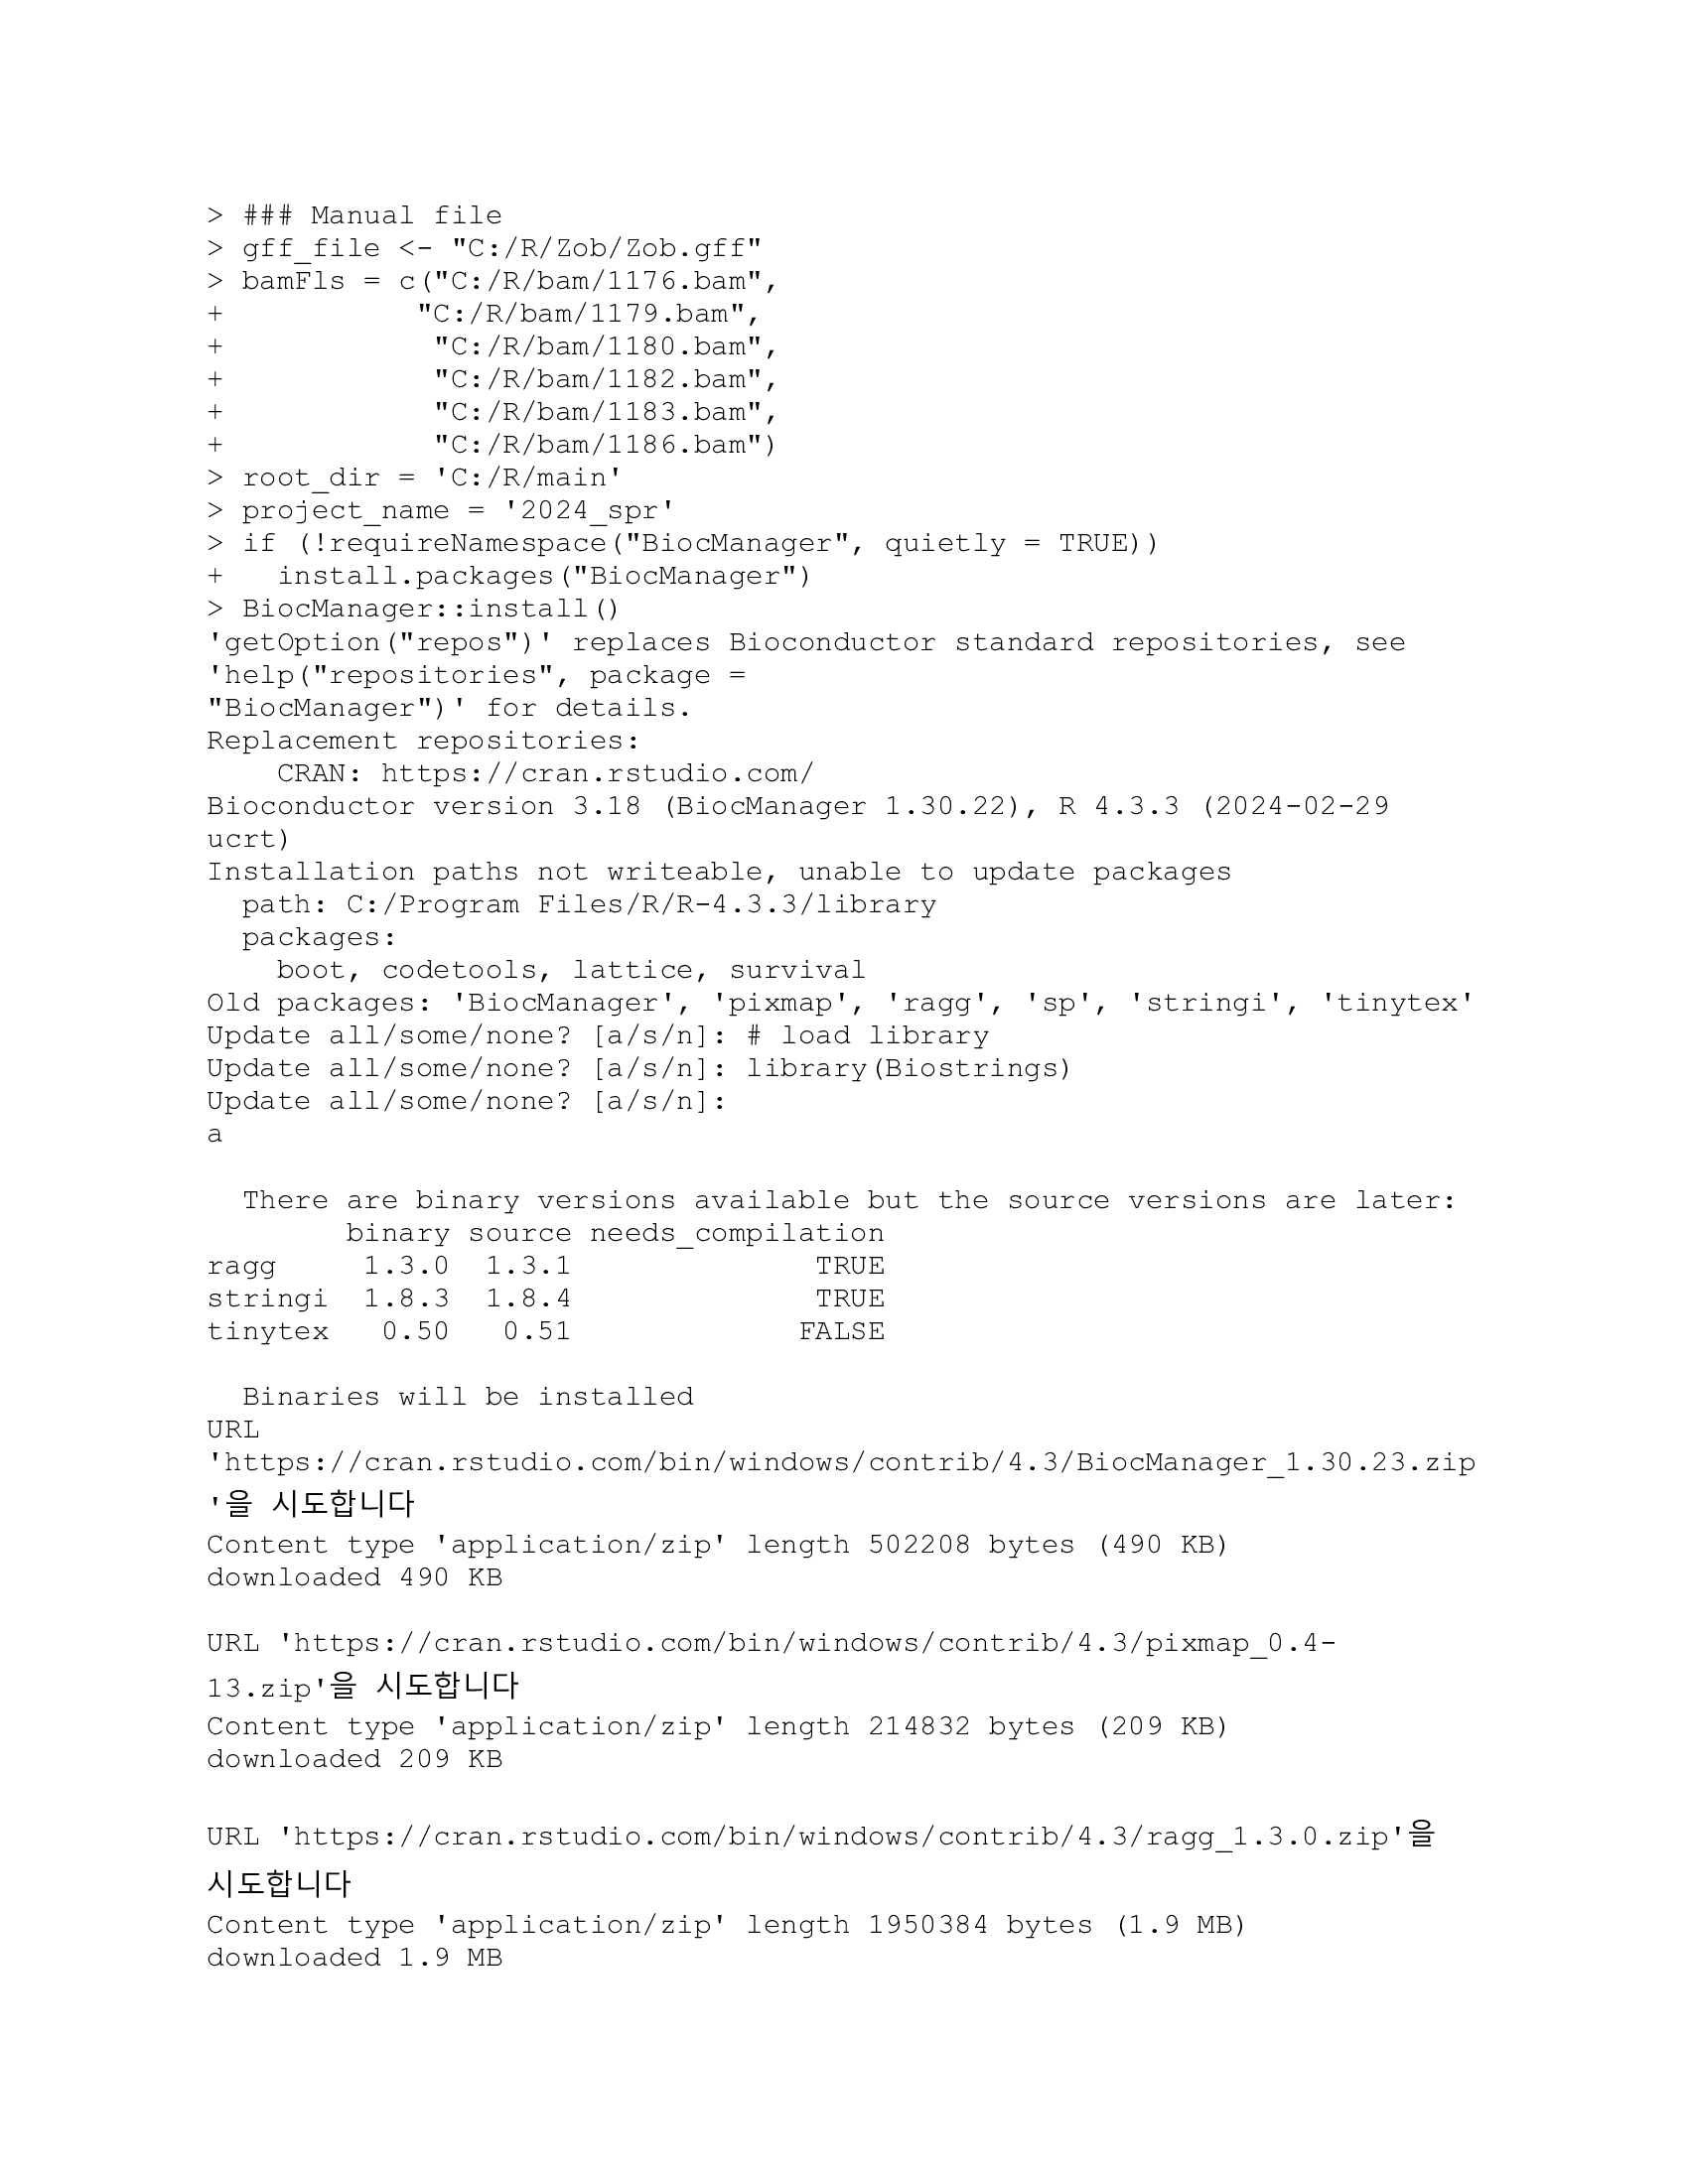 > ### Manual file
> gff_file <- "C:/R/Zob/Zob.gff"
> bamFls = c("C:/R/bam/1176.bam",
+           "C:/R/bam/1179.bam",
+            "C:/R/bam/1180.bam",
+            "C:/R/bam/1182.bam",
+            "C:/R/bam/1183.bam",
+            "C:/R/bam/1186.bam")
> root_dir = 'C:/R/main'
> project_name = '2024_spr'
> if (!requireNamespace("BiocManager", quietly = TRUE))
+   install.packages("BiocManager")
> BiocManager::install()
'getOption("repos")' replaces Bioconductor standard repositories, see
'help("repositories", package =
"BiocManager")' for details.
Replacement repositories:
    CRAN: https://cran.rstudio.com/
Bioconductor version 3.18 (BiocManager 1.30.22), R 4.3.3 (2024-02-29
ucrt)
Installation paths not writeable, unable to update packages
  path: C:/Program Files/R/R-4.3.3/library
  packages:
    boot, codetools, lattice, survival
Old packages: 'BiocManager', 'pixmap', 'ragg', 'sp', 'stringi', 'tinytex'
Update all/some/none? [a/s/n]: # load library
Update all/some/none? [a/s/n]: library(Biostrings)
Update all/some/none? [a/s/n]:
a
  There are binary versions available but the source versions are later:
        binary source needs_compilation
ragg     1.3.0  1.3.1              TRUE
stringi  1.8.3  1.8.4              TRUE
tinytex   0.50   0.51             FALSE
  Binaries will be installed
URL
'https://cran.rstudio.com/bin/windows/contrib/4.3/BiocManager_1.30.23.zip
'을 시도합니다
Content type 'application/zip' length 502208 bytes (490 KB)
downloaded 490 KB
URL 'https://cran.rstudio.com/bin/windows/contrib/4.3/pixmap_0.4-
13.zip'을 시도합니다
Content type 'application/zip' length 214832 bytes (209 KB)
downloaded 209 KB
URL 'https://cran.rstudio.com/bin/windows/contrib/4.3/ragg_1.3.0.zip'을
시도합니다
Content type 'application/zip' length 1950384 bytes (1.9 MB)
downloaded 1.9 MB